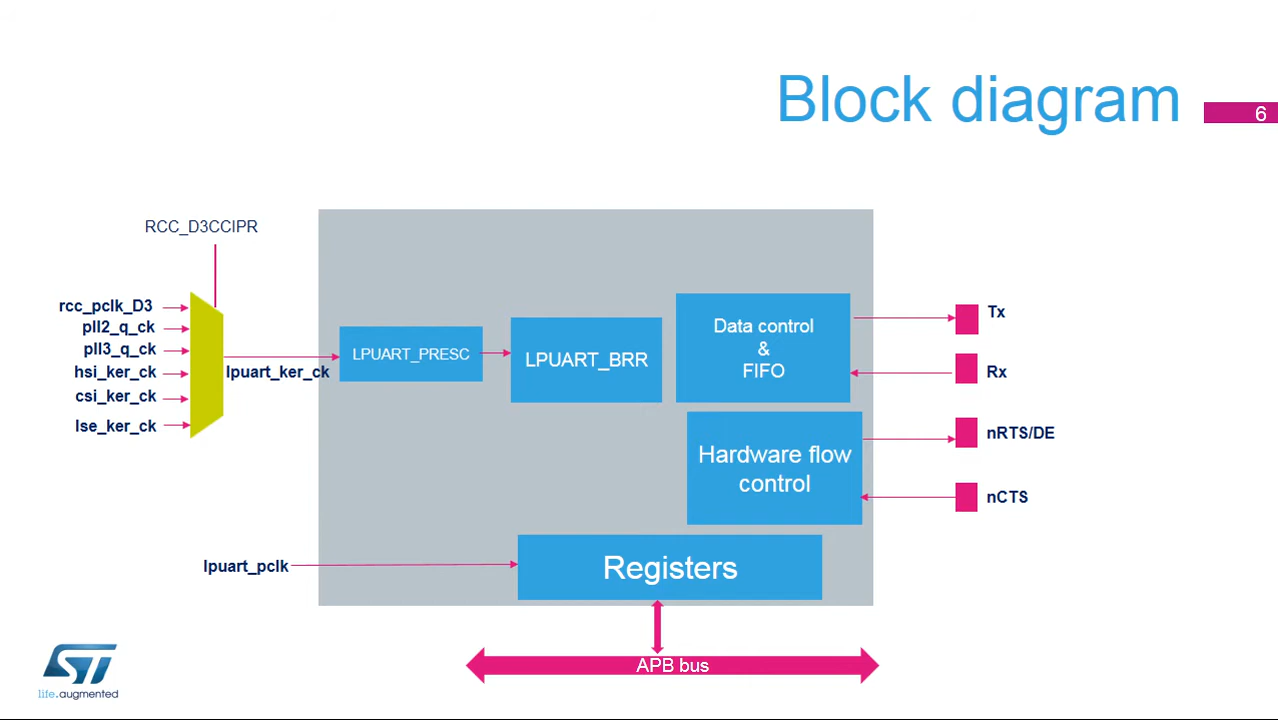 Block diagram
6
RCC_D3CCIPR
rcc_pclk_D3
pll2_q_ck
pll3_q_ck
hsi_ker_ck
csi_ker_ck
lse_ker_ck
lpuart_ker_ck
LPUART_PRESC
LPUART_BRR
Data control
&
FIFO
Hardware flow
control
Tx
Rx
nRTS/DE
nCTS
lpuart_pclk
Registers
APB bus
ST
life.augmented